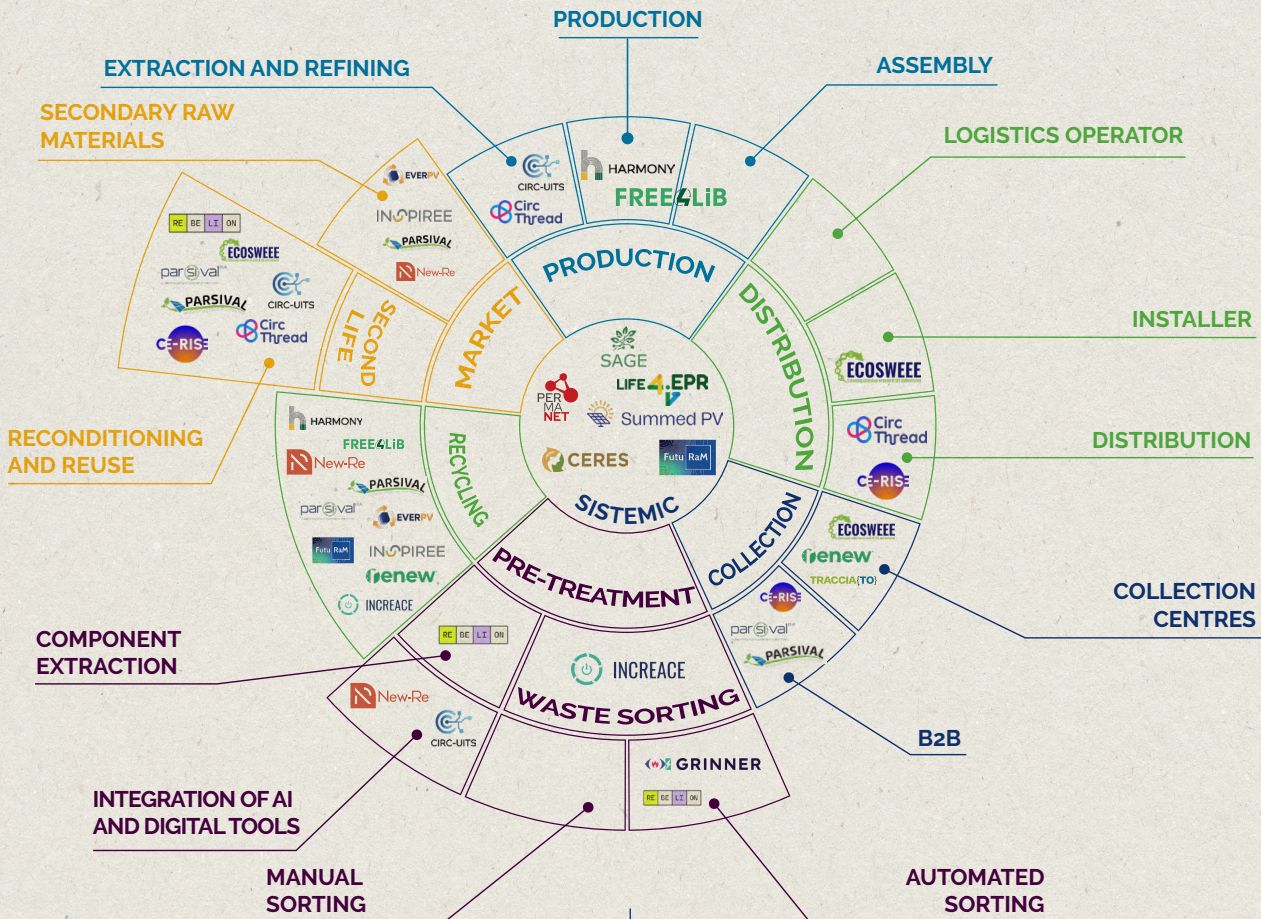 PRODUCTION
EXTRACTION AND REFINING
ASSEMBLY
SECONDARY RAW
MATERIALS
LOGISTICS OPERATOR
EVERPV
INSPIREE
PARSIVAL
New-Re
CIRC-UITS
Circ
Thread
HARMONY
FREE4LiB
PRODUCTION
RE BE LI ON
ECOSWEEE
parsival
CIRC-UITS
PARSIVAL
Circ
Thread
CE-RISE
SECOND
LIFE
MARKET
DISTRIBUTION
INSTALLER
ECOSWEEE
SAGE
LIFE4EPR
PV
PER
MA
NET
Summed PV
CERES
Futu RaM
SISTEMIC
RECONDITIONING
AND REUSE
HARMONY
FREE4LiB
New-Re
PARSIVAL
parsival
EVERPV
Futu RaM
INSPIREE
Renew
INCREACE
RECYCLING
Circ
Thread
CE-RISE
DISTRIBUTION
COLLECTION
ECOSWEEE
Renew
TRACCIA{TO}
CE-RISE
parsival
PARSIVAL
COLLECTION
CENTRES
PRE-TREATMENT
COMPONENT
EXTRACTION
RE BE LI ON
INCREACE
WASTE SORTING
New-Re
CIRC-UITS
B2B
GRINNER
RE BE LI ON
INTEGRATION OF AI
AND DIGITAL TOOLS
MANUAL
SORTING
AUTOMATED
SORTING